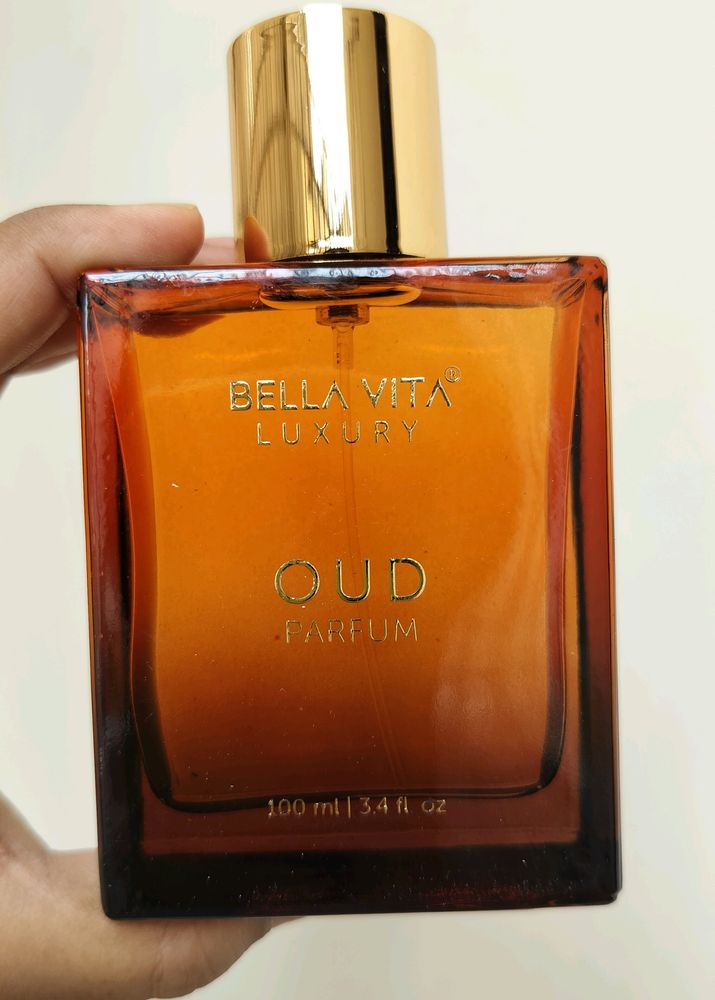 BELLA VITA®
LUXURY
OUD
PARFUM
100 ml | 3.4 fl. oz